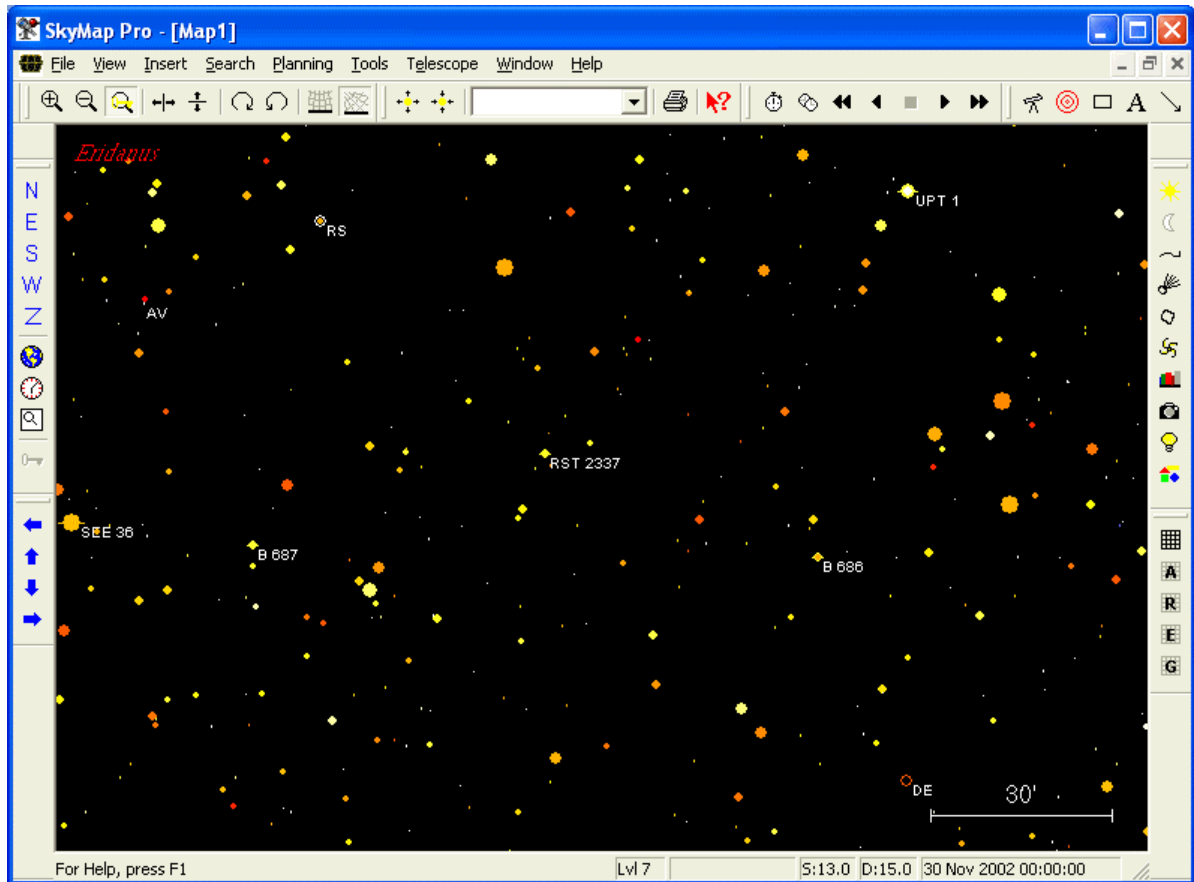 SkyMap Pro - [Map1]
File View Insert Search Planning Tools Telescope Window Help
A
Eridanus
N
E
S
W
Z
UPT 1
RS
AV
RST 2337
SEE 36
B 687
B 686
A
R
E
G
DE
30'
For Help, press F1 Lvl 7 S:13.0 D:15.0 30 Nov 2002 00:00:00